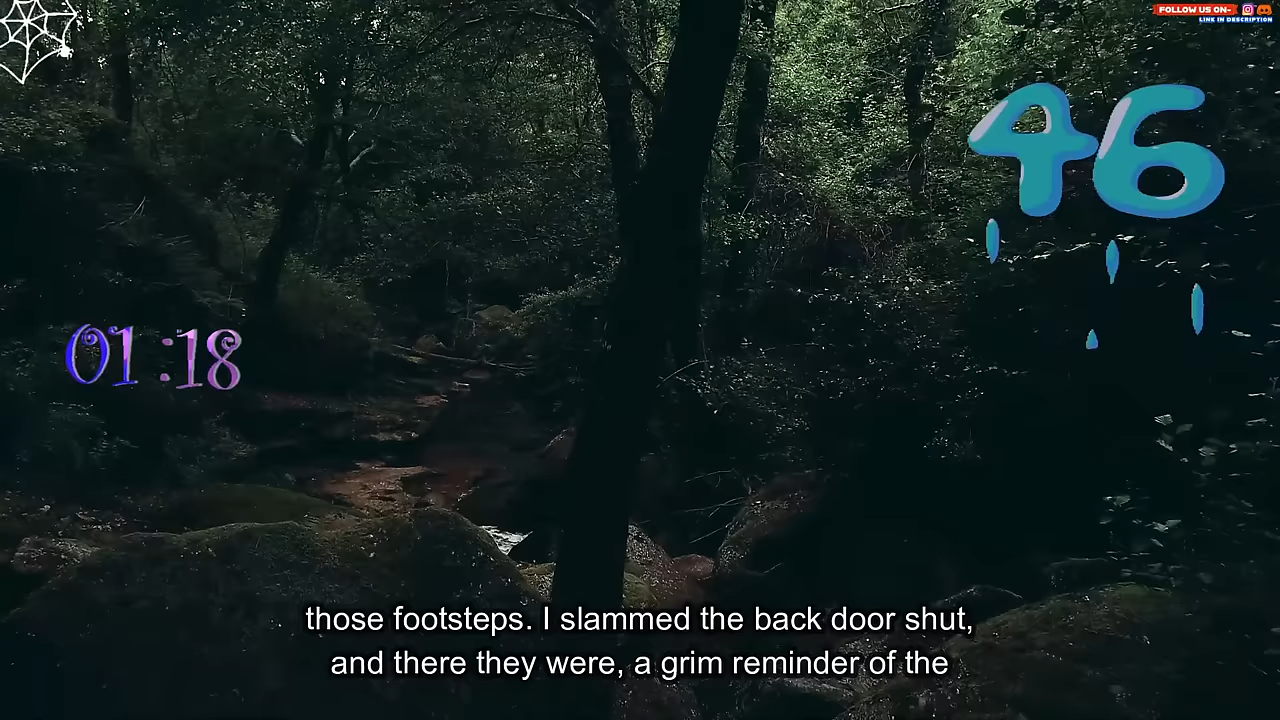 FOLLOW US ON-
LINK IN DESCRIPTION
46
01:18
those footsteps. I slammed the back door shut,
and there they were, a grim reminder of the